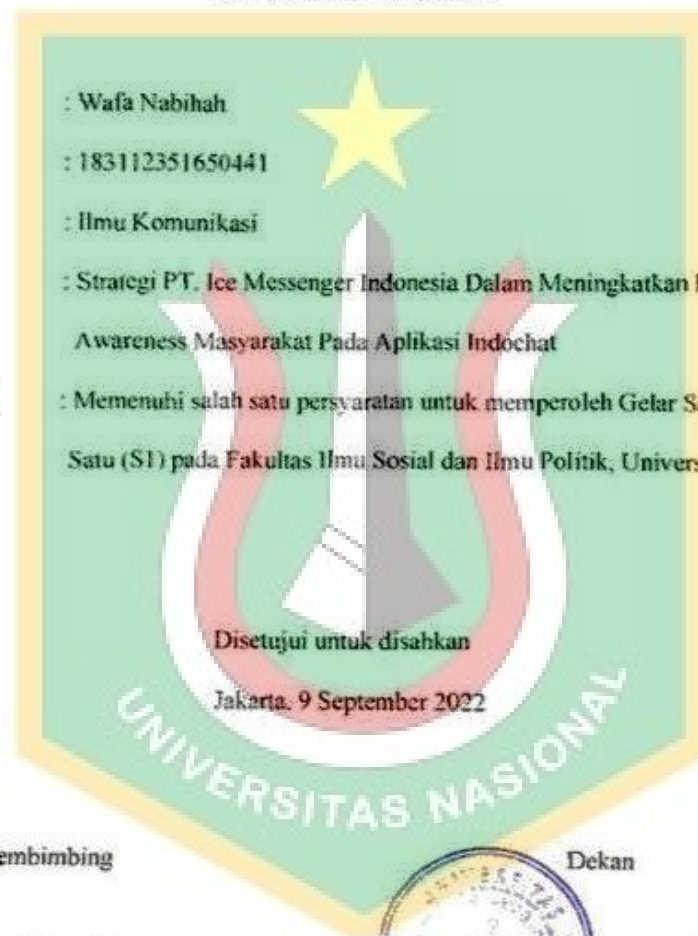 : Wafa Nabihah
: 183112351650441
: Ilmu Komunikasi
: Strategi PT. Ice Messenger Indonesia Dalam Meningkatkan
Awareness Masyarakat Pada Aplikasi Indochat
: Memenuhi salah satu persyaratan untuk memperoleh Gelar
Satu (S1) pada Fakultas Ilmu Sosial dan Ilmu Politik, Univers
Disetujui untuk disahkan
Jakarta, 9 September 2022
UNIVERSITAS NASIONAL
embimbing Dekan